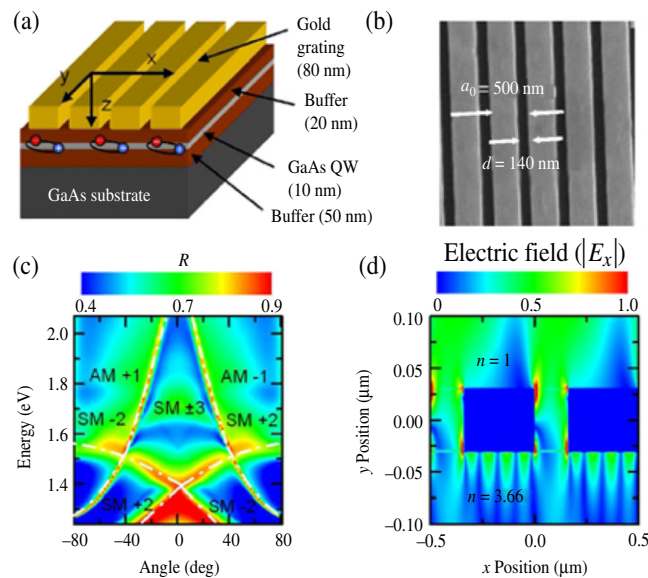 (a)
Gold
grating
(80 nm)
Buffer
(20 nm)
GaAs QW
(10 nm)
Buffer (50 nm)
GaAs substrate
x
y
z
(b)
a₀ = 500 nm
d = 140 nm
(c)
R
0.4 0.7 0.9
2.0
1.8
1.6
1.4
Energy (eV)
AM +1
AM -1
SM -2
SM ±3
SM +2
SM +2
SM -2
−80 −40 0 40 80
Angle (deg)
(d)
Electric field (|Eₓ|)
0 0.5 1.0
0.10
0.05
0.00
−0.05
−0.10
y Position (μm)
n = 1
n = 3.66
−0.5 0.0 0.5
x Position (μm)